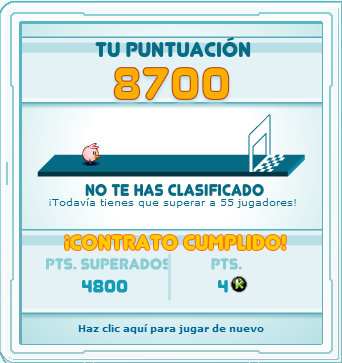 TU PUNTUACIÓN
8700
NO TE HAS CLASIFICADO
¡Todavía tienes que superar a 55 jugadores!
¡CONTRATO CUMPLIDO!
PTS. SUPERADOS PTS.
4800 4 K
Haz clic aquí para jugar de nuevo